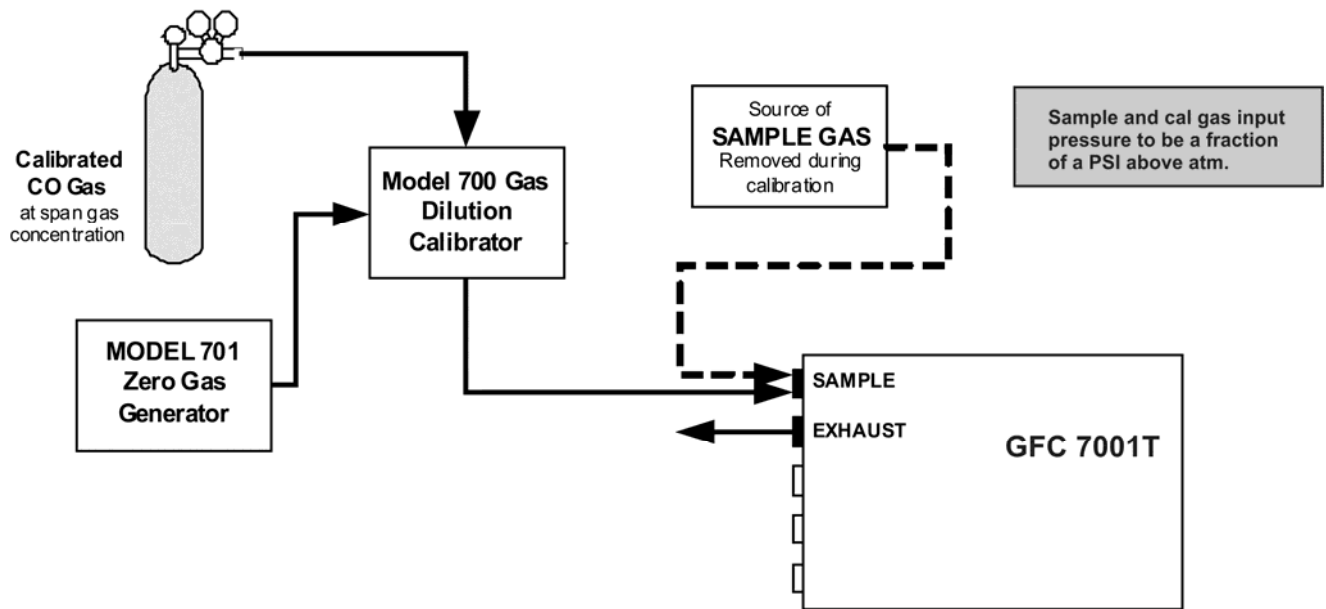 Calibrated
CO Gas
at span gas
concentration
Model 700 Gas
Dilution
Calibrator
MODEL 701
Zero Gas
Generator
Source of
SAMPLE GAS
Removed during
calibration
Sample and cal gas input
pressure to be a fraction
of a PSI above atm.
SAMPLE
EXHAUST
GFC 7001T